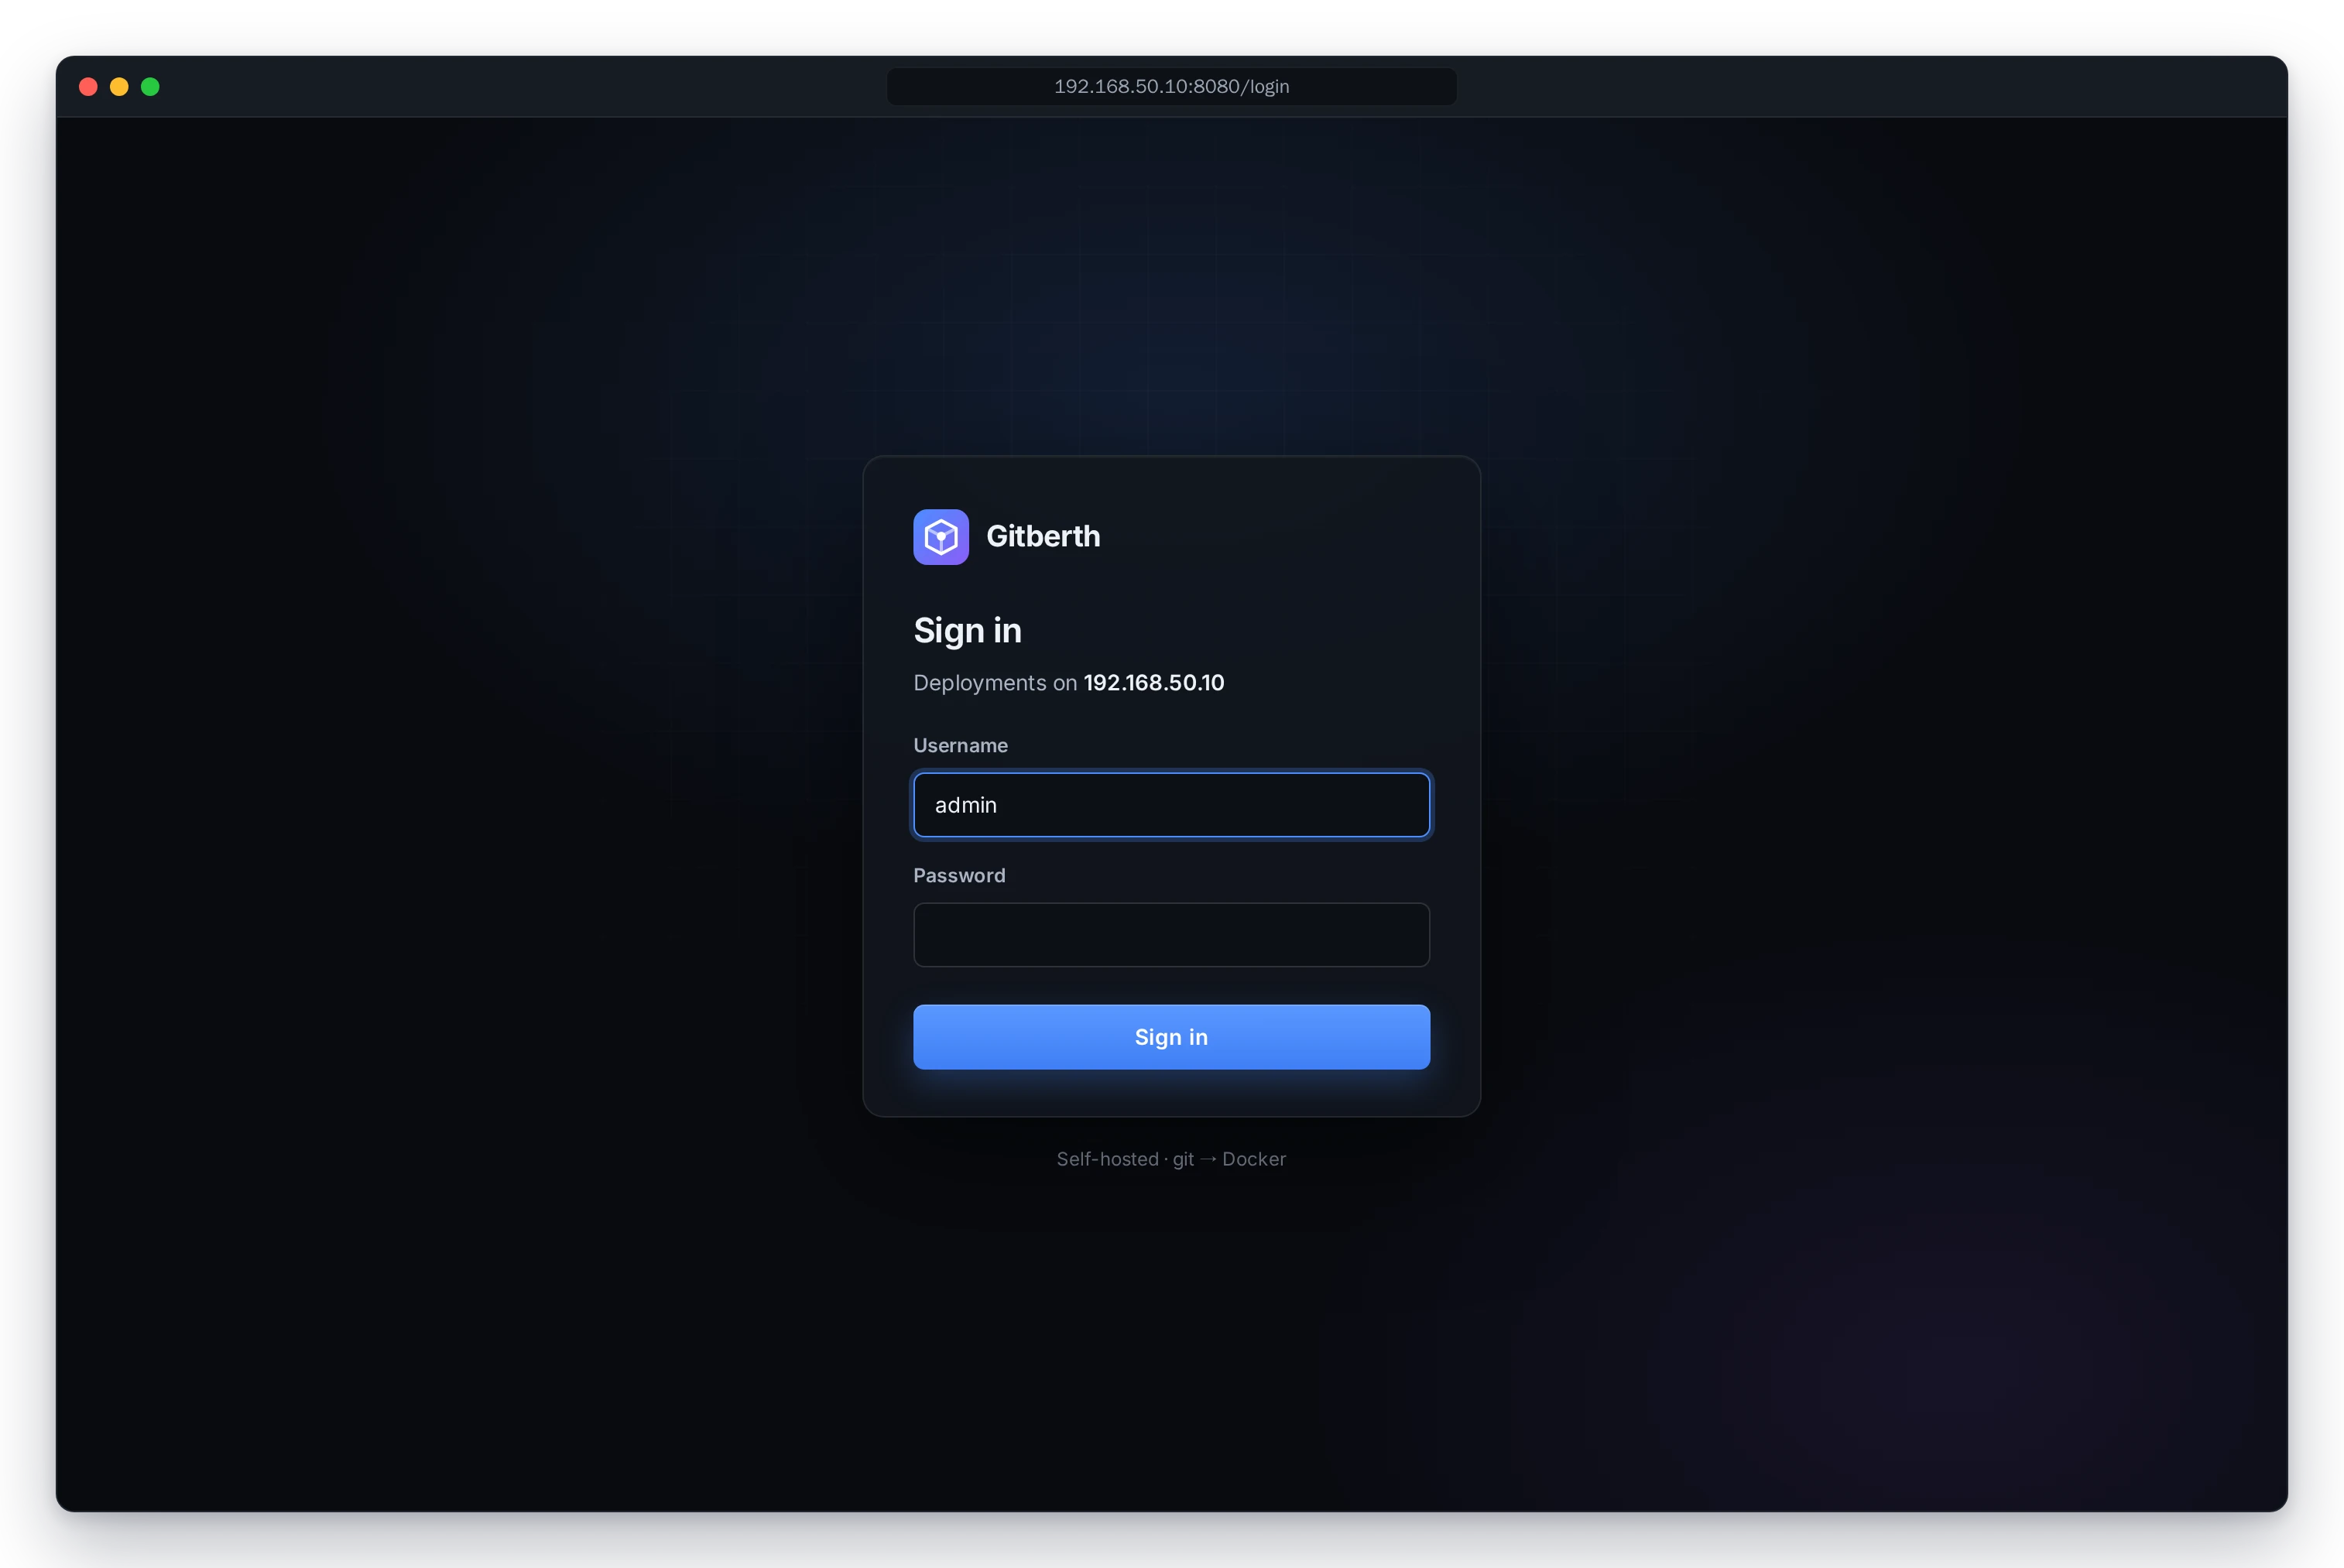 192.168.50.10:8080/login
Gitberth
Sign in
Deployments on 192.168.50.10
Username
admin
Password
Sign in
Self-hosted · git → Docker